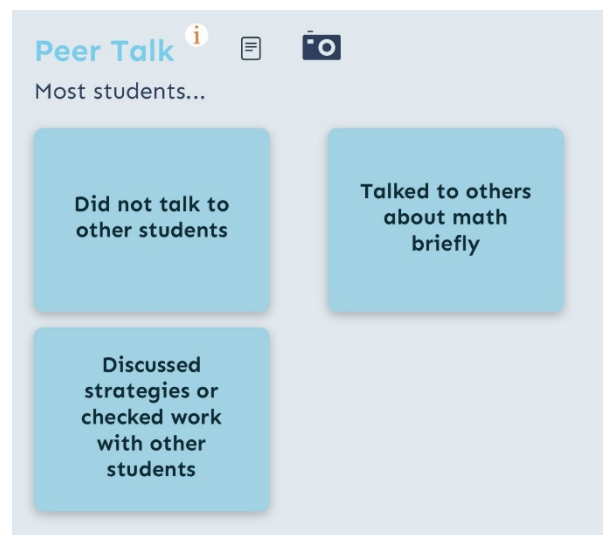 Peer Talk i
Most students...
Did not talk to
other students
Talked to others
about math
briefly
Discussed
strategies or
checked work
with other
students